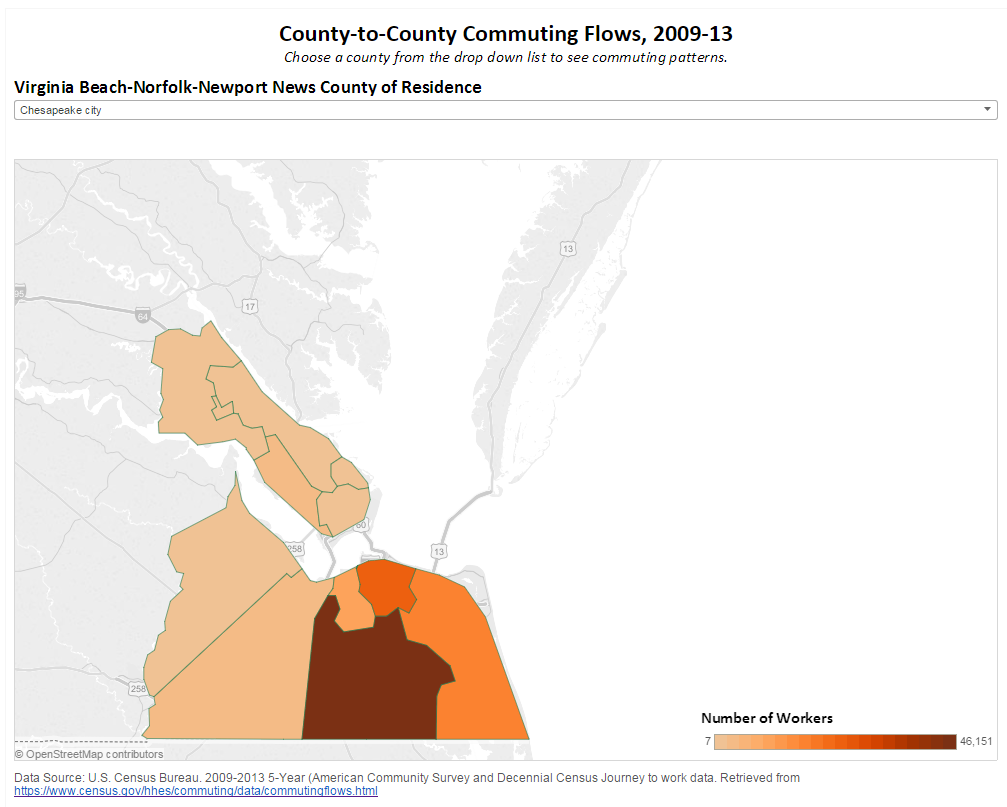 County-to-County Commuting Flows, 2009-13
Choose a county from the drop down list to see commuting patterns.
Virginia Beach-Norfolk-Newport News County of Residence
Chesapeake city
13
95
17
64
60
258
13
258
Number of Workers
7
46,151
© OpenStreetMap contributors
Data Source: U.S. Census Bureau. 2009-2013 5-Year (American Community Survey and Decennial Census Journey to work data. Retrieved from
https://www.census.gov/hhes/commuting/data/commutingflows.html